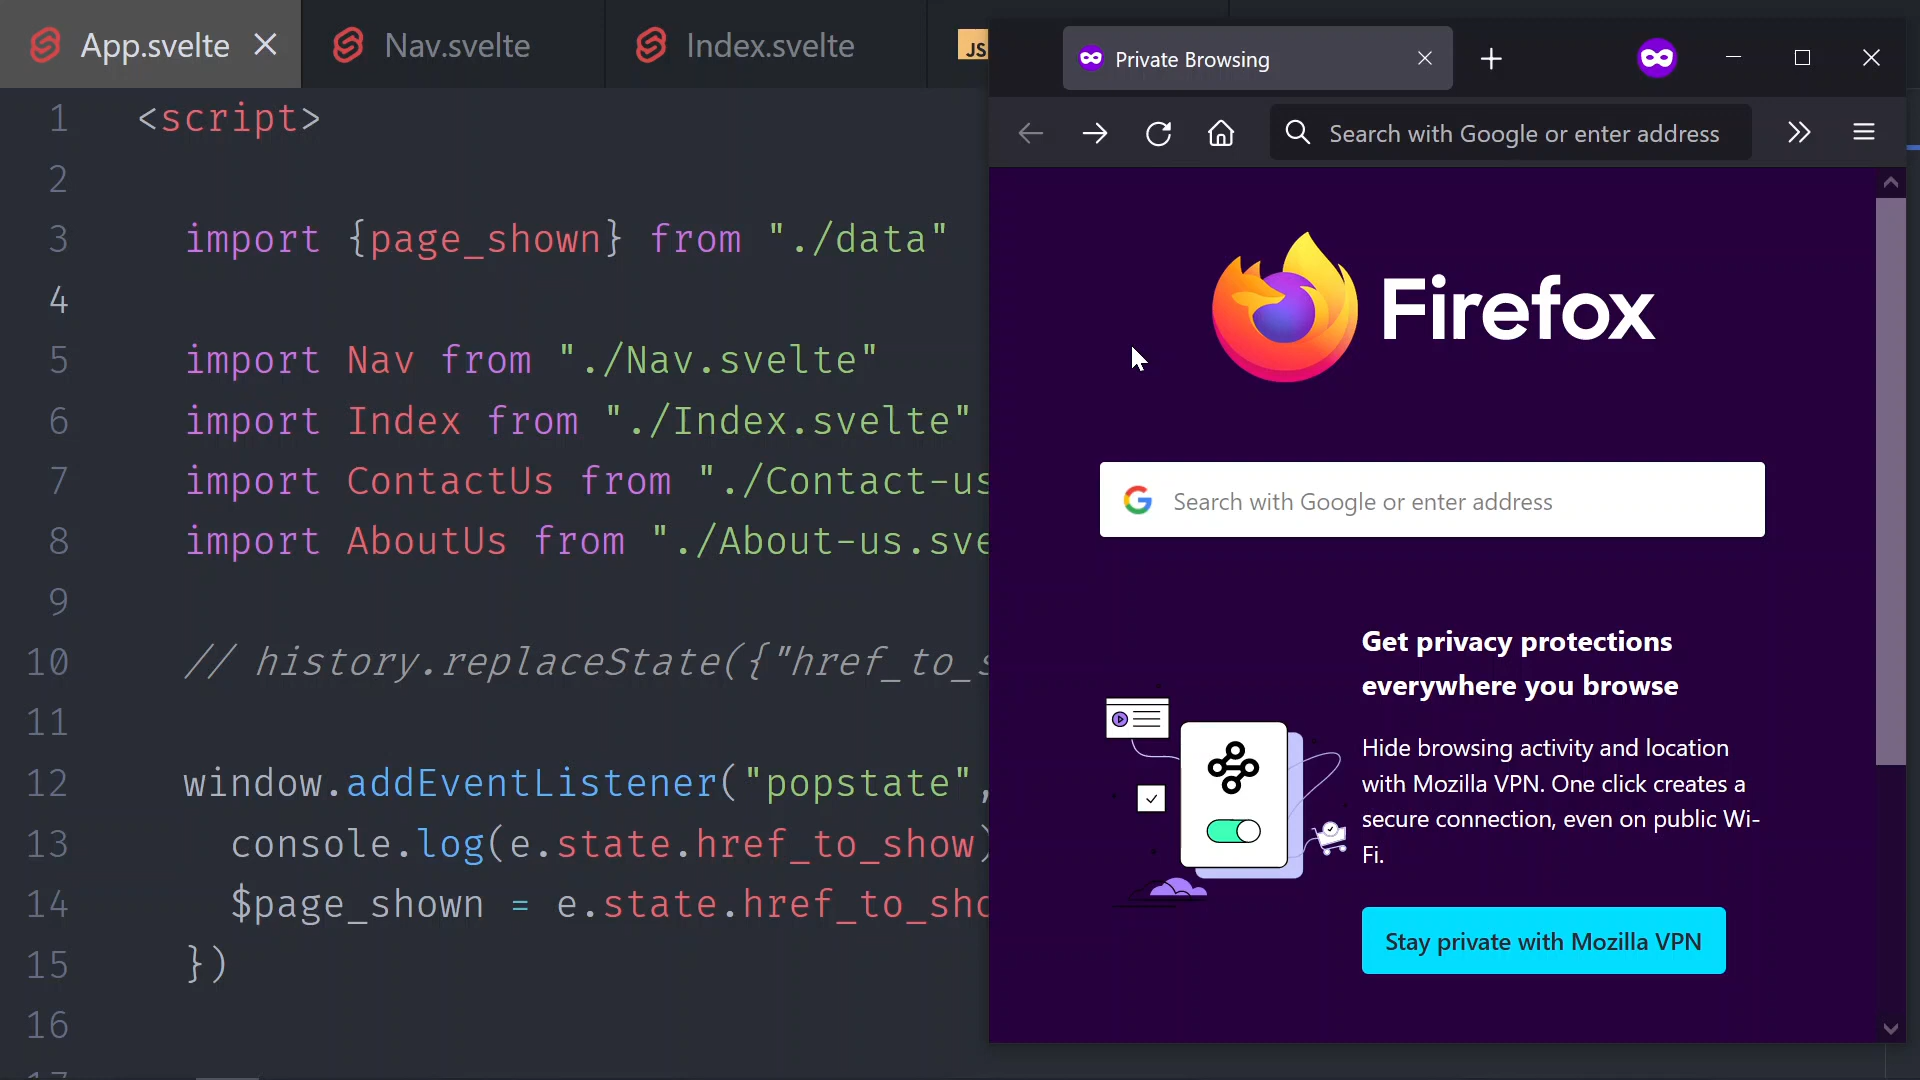 App.svelte
Nav.svelte
Index.svelte
JS
1 <script>
2
3 import {page_shown} from "./data"
4
5 import Nav from "./Nav.svelte"
6 import Index from "./Index.svelte"
7 import ContactUs from "./Contact-us
8 import AboutUs from "./About-us.sve
9
10 // history.replaceState({"href_to_s
11
12 window.addEventListener("popstate",
13 console.log(e.state.href_to_show)
14 $page_shown = e.state.href_to_sho
15 })
16
17
Private Browsing
Search with Google or enter address
Firefox
Search with Google or enter address
Get privacy protections
everywhere you browse
Hide browsing activity and location
with Mozilla VPN. One click creates a
secure connection, even on public Wi-
Fi.
Stay private with Mozilla VPN